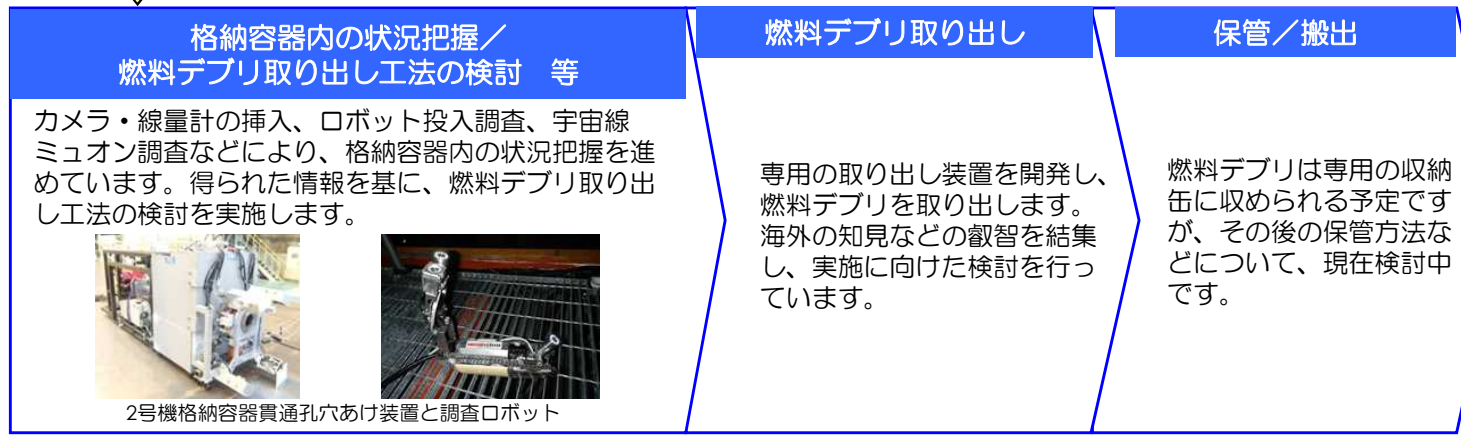 格納容器内の状況把握／
燃料デブリ取り出し工法の検討　等
カメラ・線量計の挿入、ロボット投入調査、宇宙線
ミュオン調査などにより、格納容器内の状況把握を進
めています。得られた情報を基に、燃料デブリ取り出
し工法の検討を実施します。
2号機格納容器貫通孔穴あけ装置と調査ロボット
燃料デブリ取り出し
専用の取り出し装置を開発し、
燃料デブリを取り出します。
海外の知見などの叡智を結集
し、実施に向けた検討を行っ
ています。
保管／搬出
燃料デブリは専用の収納
缶に収められる予定です
が、その後の保管方法な
どについて、現在検討中
です。